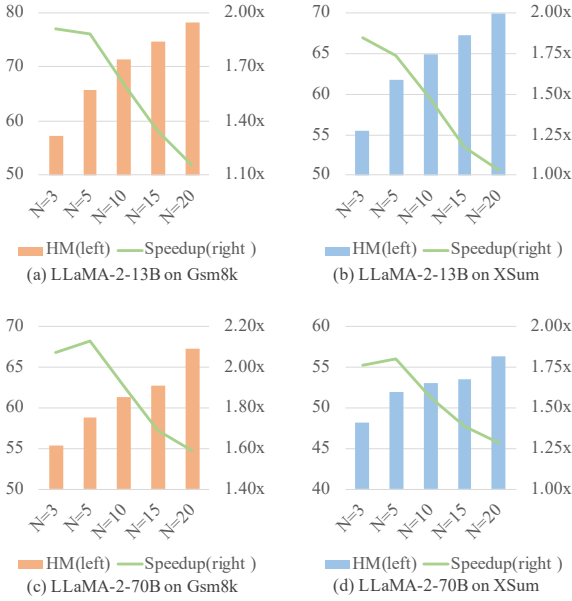 80 2.00x 70 2.00x
70 1.70x 65 1.75x
60 1.50x
60 1.40x 55 1.25x
50 1.10x 50 1.00x
N=3 N=5 N=10 N=15 N=20 N=3 N=5 N=10 N=15 N=20
HM(left) Speedup(right ) HM(left) Speedup(right )
(a) LLaMA-2-13B on Gsm8k (b) LLaMA-2-13B on XSum
70 2.20x 60 2.00x
65 2.00x 55 1.75x
60 1.80x 50 1.50x
55 1.60x 45 1.25x
50 1.40x 40 1.00x
N=3 N=5 N=10 N=15 N=20 N=3 N=5 N=10 N=15 N=20
HM(left) Speedup(right ) HM(left) Speedup(right )
(c) LLaMA-2-70B on Gsm8k (d) LLaMA-2-70B on XSum